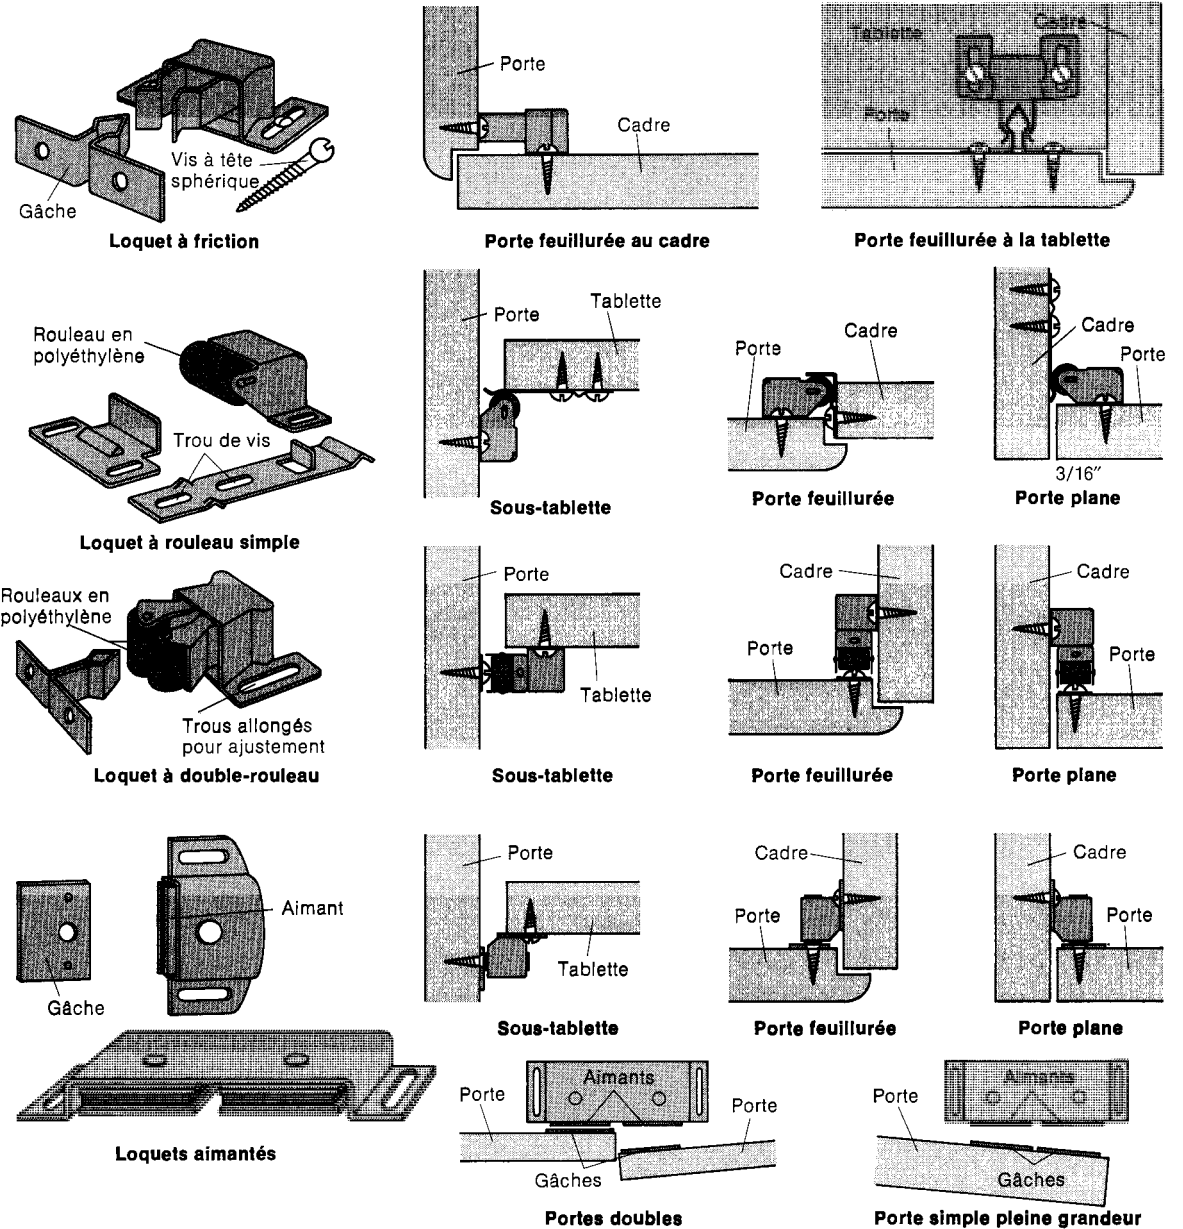 Vis à tête
sphérique
Gâche
Loquet à friction
Porte
Cadre
Porte feuillurée au cadre
Cadre
Tablette
Porte
Porte feuillurée à la tablette
Rouleau en
polyéthylène
Trou de vis
Loquet à rouleau simple
Porte
Tablette
Sous-tablette
Porte
Cadre
Porte feuillurée
Cadre
Porte
3/16″
Porte plane
Rouleaux en
polyéthylène
Trous allongés
pour ajustement
Loquet à double-rouleau
Porte
Tablette
Sous-tablette
Cadre
Porte
Porte feuillurée
Cadre
Porte
Porte plane
Aimant
Gâche
Loquets aimantés
Porte
Tablette
Sous-tablette
Cadre
Porte
Porte feuillurée
Cadre
Porte
Porte plane
Aimants
Porte
Porte
Gâches
Portes doubles
Aimants
Porte
Gâches
Porte simple pleine grandeur